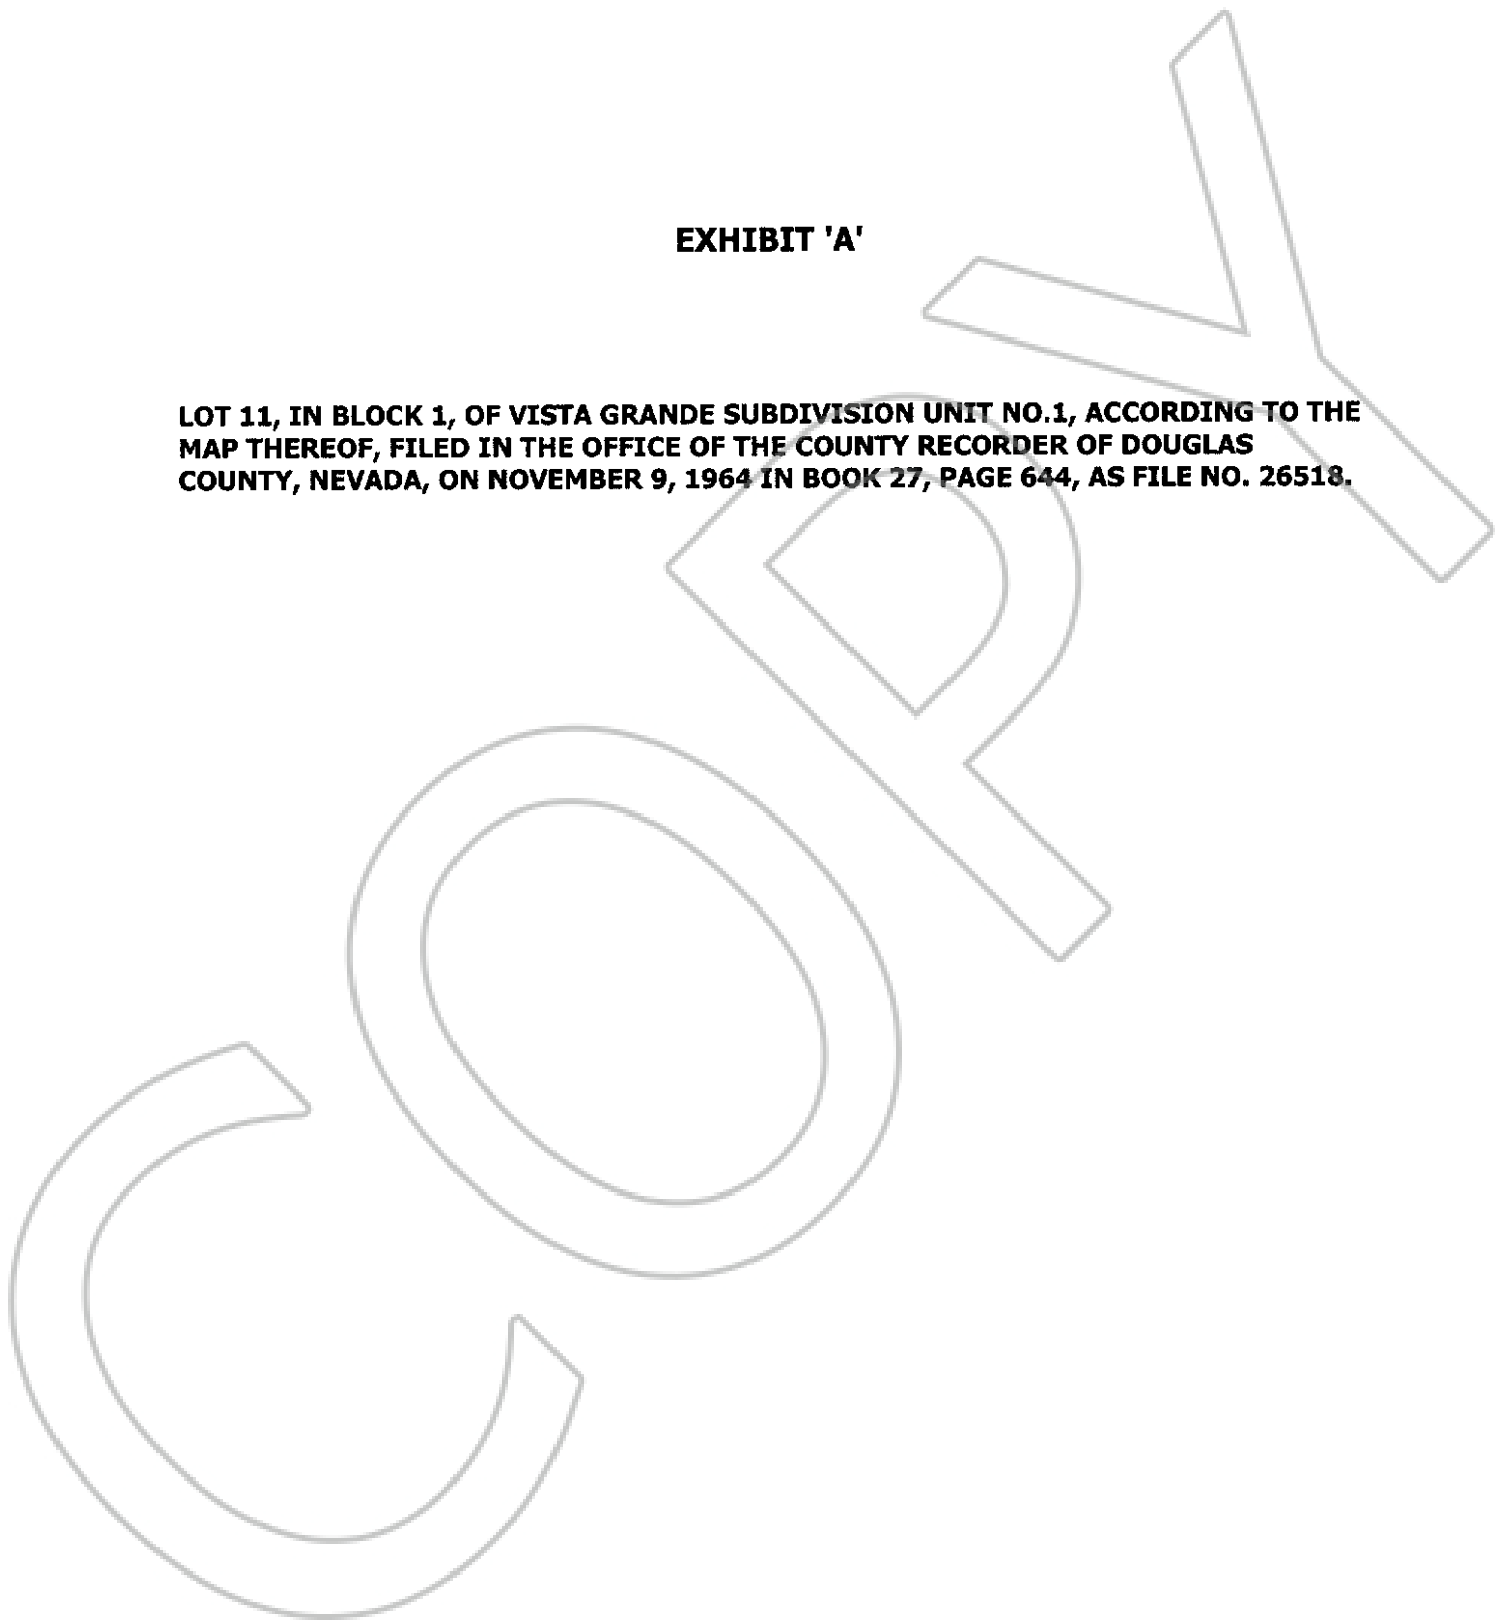 EXHIBIT 'A'
LOT 11, IN BLOCK 1, OF VISTA GRANDE SUBDIVISION UNIT NO.1, ACCORDING TO THE
MAP THEREOF, FILED IN THE OFFICE OF THE COUNTY RECORDER OF DOUGLAS
COUNTY, NEVADA, ON NOVEMBER 9, 1964 IN BOOK 27, PAGE 644, AS FILE NO. 26518.
COPY